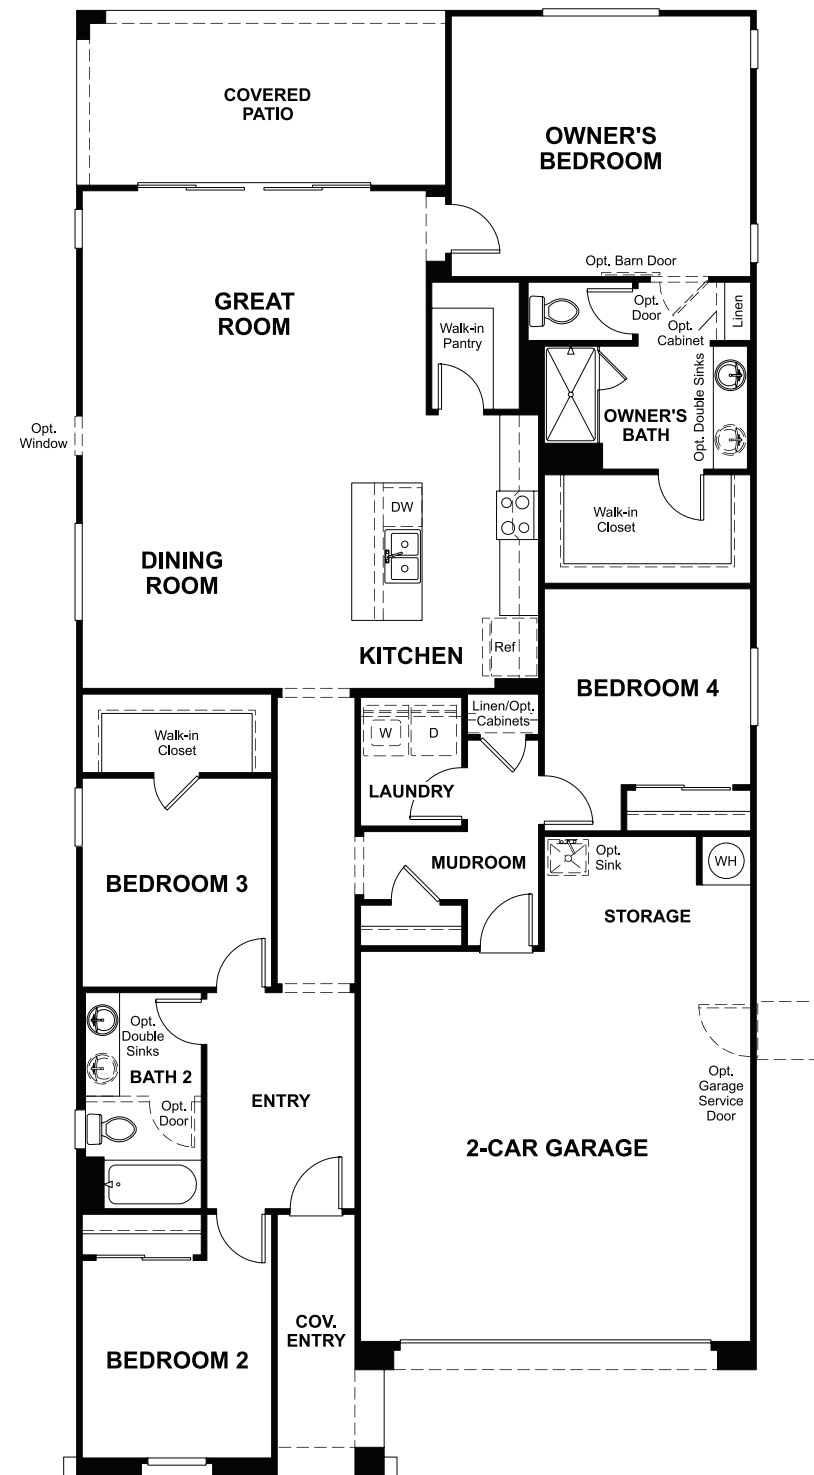 COVERED
PATIO
OWNER'S
BEDROOM
Opt. Barn Door
GREAT
ROOM
Opt.
Door
Linen
Opt.
Cabinet
Walk-in
Pantry
Opt. Double Sinks
OWNER'S
BATH
Opt.
Window
DW
Walk-in
Closet
DINING
ROOM
KITCHEN
Ref
BEDROOM 4
Walk-in
Closet
Linen/Opt.
Cabinets
W
D
LAUNDRY
MUDROOM
Opt.
Sink
WH
BEDROOM 3
STORAGE
Opt.
Double
Sinks
BATH 2
Opt.
Door
ENTRY
Opt.
Garage
Service
Door
2-CAR GARAGE
COV.
ENTRY
BEDROOM 2